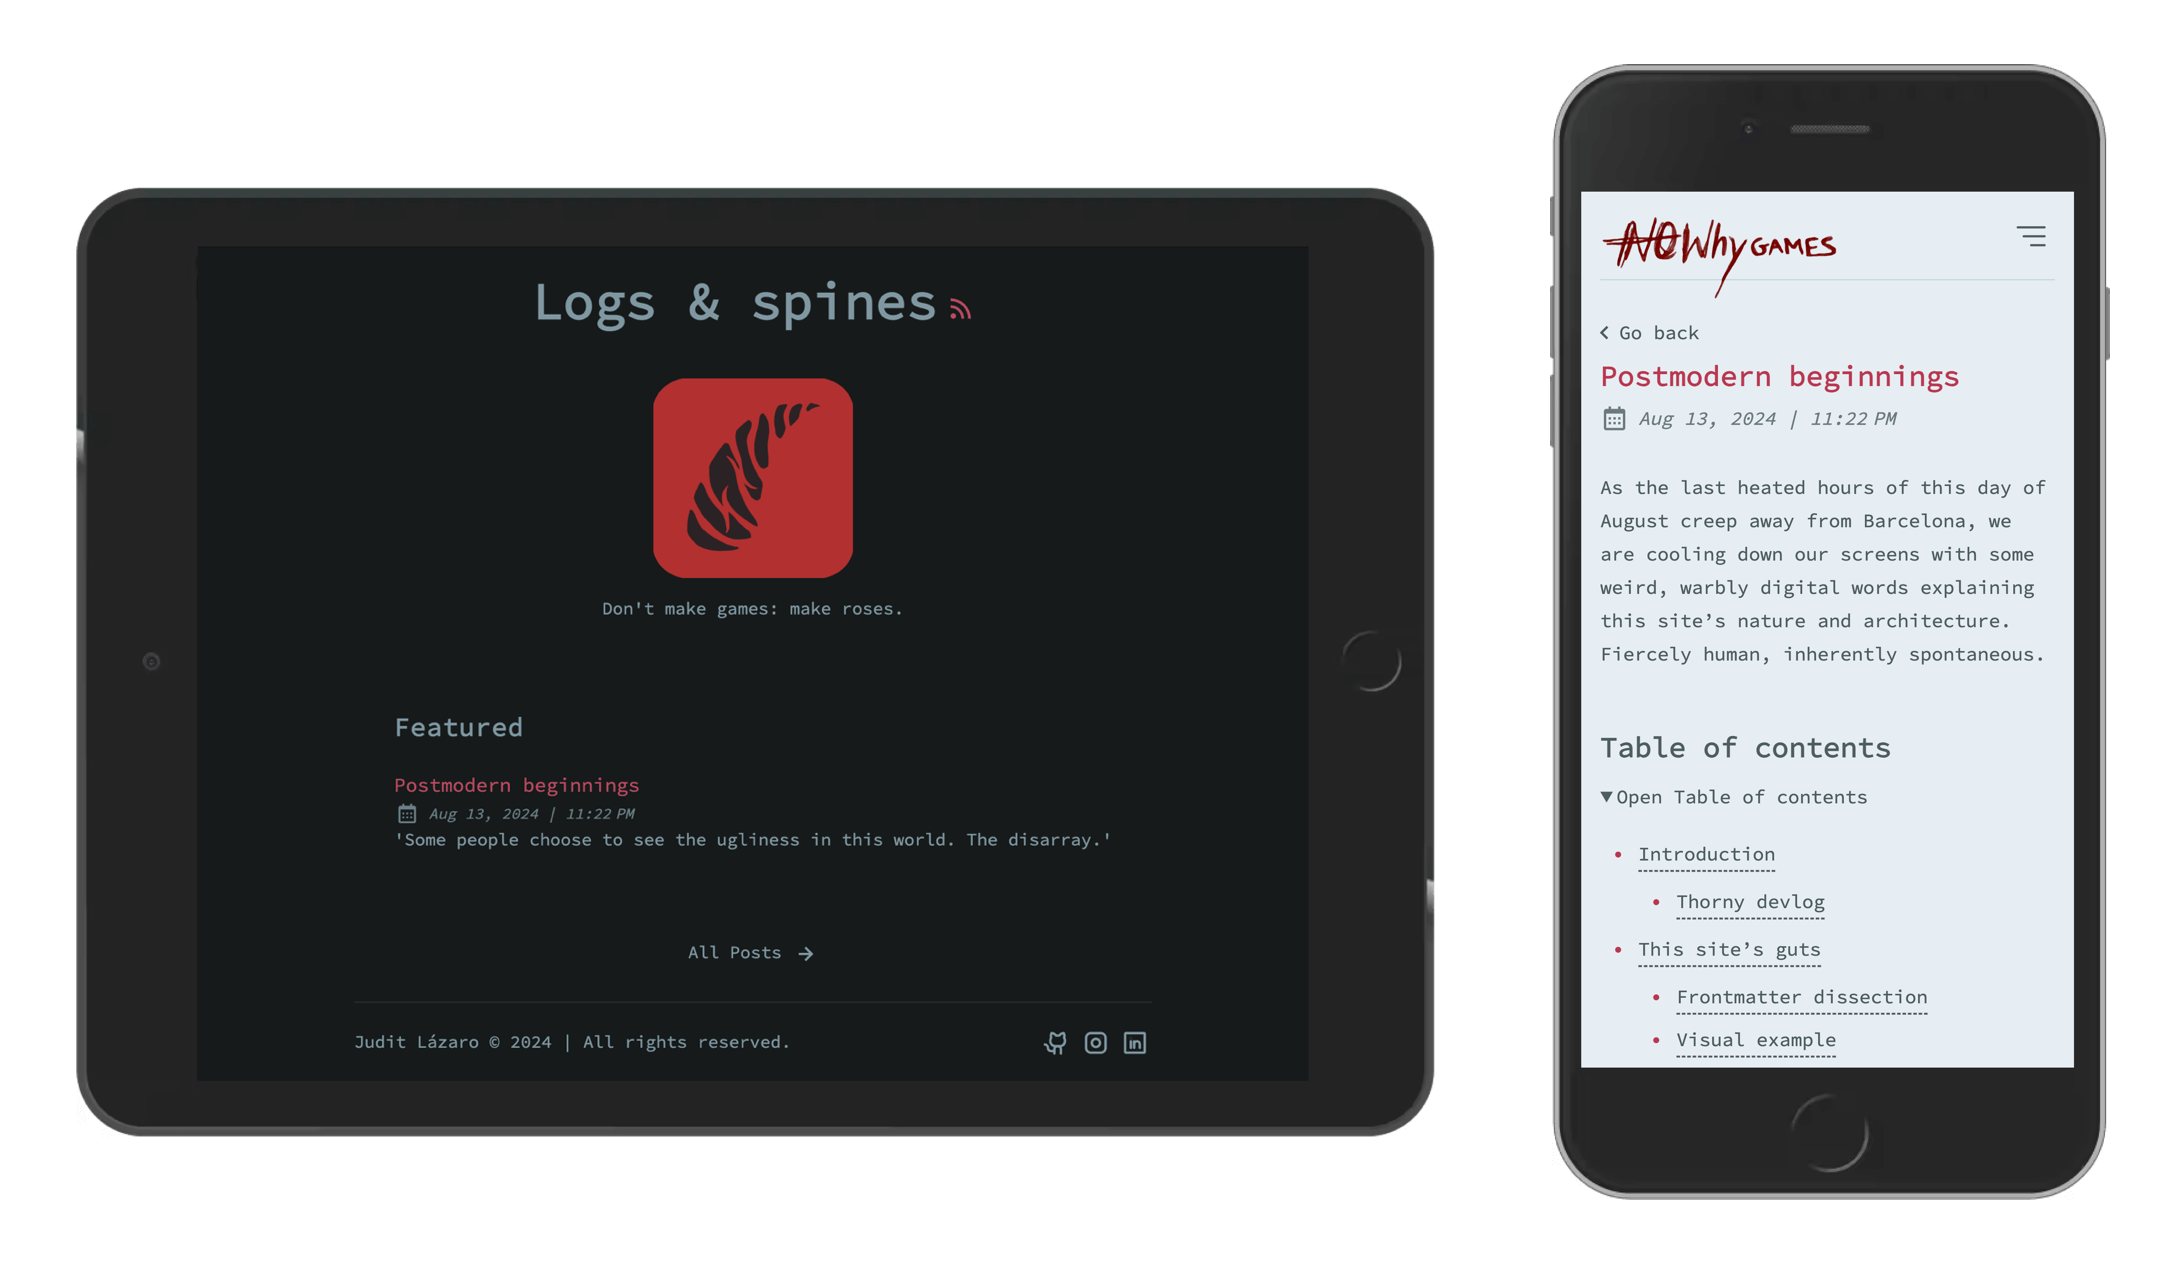 Logs & spines
Don't make games: make roses.
Featured
Postmodern beginnings
Aug 13, 2024 | 11:22 PM
'Some people choose to see the ugliness in this world. The disarray.'
All Posts
Judit Lázaro © 2024 | All rights reserved.
NOWhy GAMES
Go back
Postmodern beginnings
Aug 13, 2024 | 11:22 PM
As the last heated hours of this day of
August creep away from Barcelona, we
are cooling down our screens with some
weird, warbly digital words explaining
this site’s nature and architecture.
Fiercely human, inherently spontaneous.
Table of contents
Open Table of contents
Introduction
Thorny devlog
This site’s guts
Frontmatter dissection
Visual example